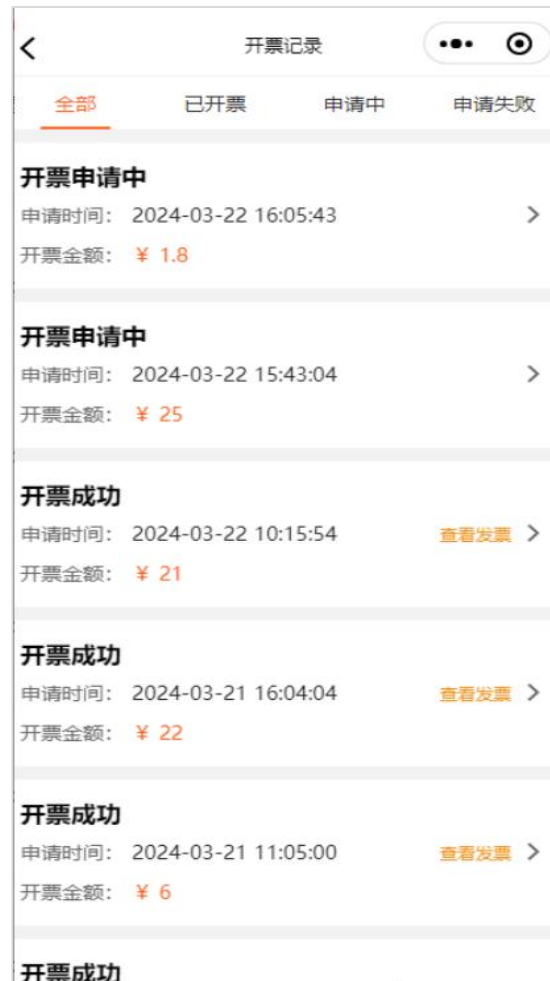 开票记录
全部 已开票 申请中 申请失败
开票申请中
申请时间： 2024-03-22 16:05:43
开票金额： ￥ 1.8
开票申请中
申请时间： 2024-03-22 15:43:04
开票金额： ￥ 25
开票成功
申请时间： 2024-03-22 10:15:54 查看发票
开票金额： ￥ 21
开票成功
申请时间： 2024-03-21 16:04:04 查看发票
开票金额： ￥ 22
开票成功
申请时间： 2024-03-21 11:05:00 查看发票
开票金额： ￥ 6
开票成功